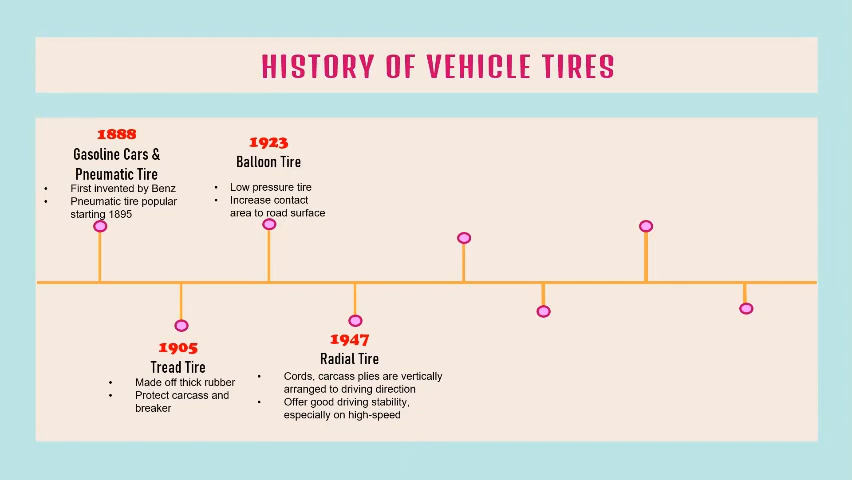 HISTORY OF VEHICLE TIRES
1888
Gasoline Cars &
Pneumatic Tire
• First invented by Benz
• Pneumatic tire popular
starting 1895
1923
Balloon Tire
• Low pressure tire
• Increase contact
area to road surface
1905
Tread Tire
• Made off thick rubber
• Protect carcass and
breaker
1947
Radial Tire
• Cords, carcass plies are vertically
arranged to driving direction
• Offer good driving stability,
especially on high-speed